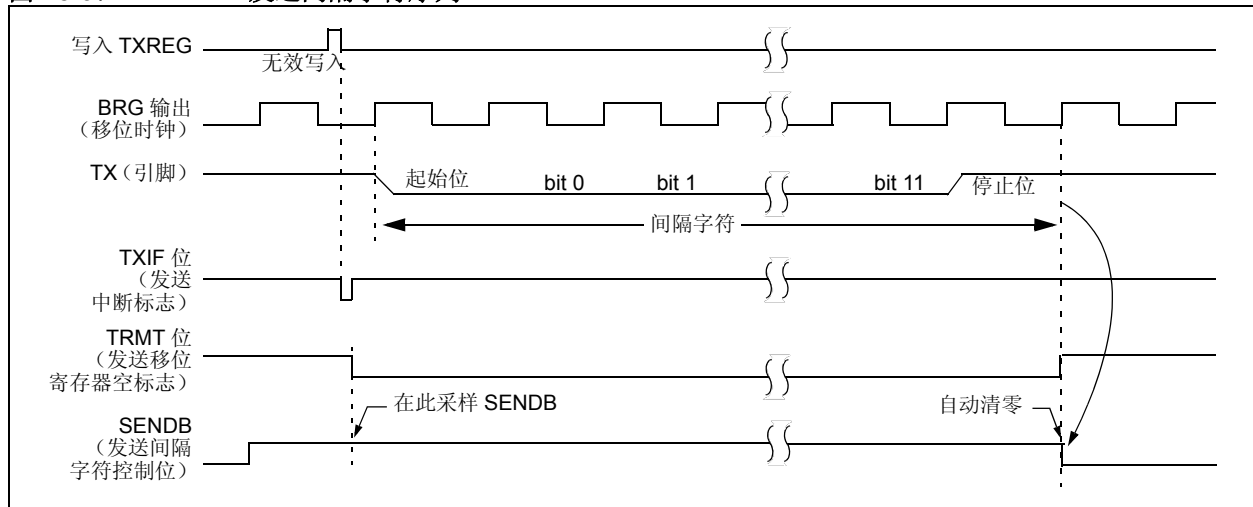 写入 TXREG
无效写入
BRG 输出
（移位时钟）
TX（引脚）
起始位
bit 0
bit 1
bit 11
停止位
间隔字符
TXIF 位
（发送
中断标志）
TRMT 位
（发送移位
寄存器空标志）
在此采样 SENDB
自动清零
SENDB
（发送间隔
字符控制位）